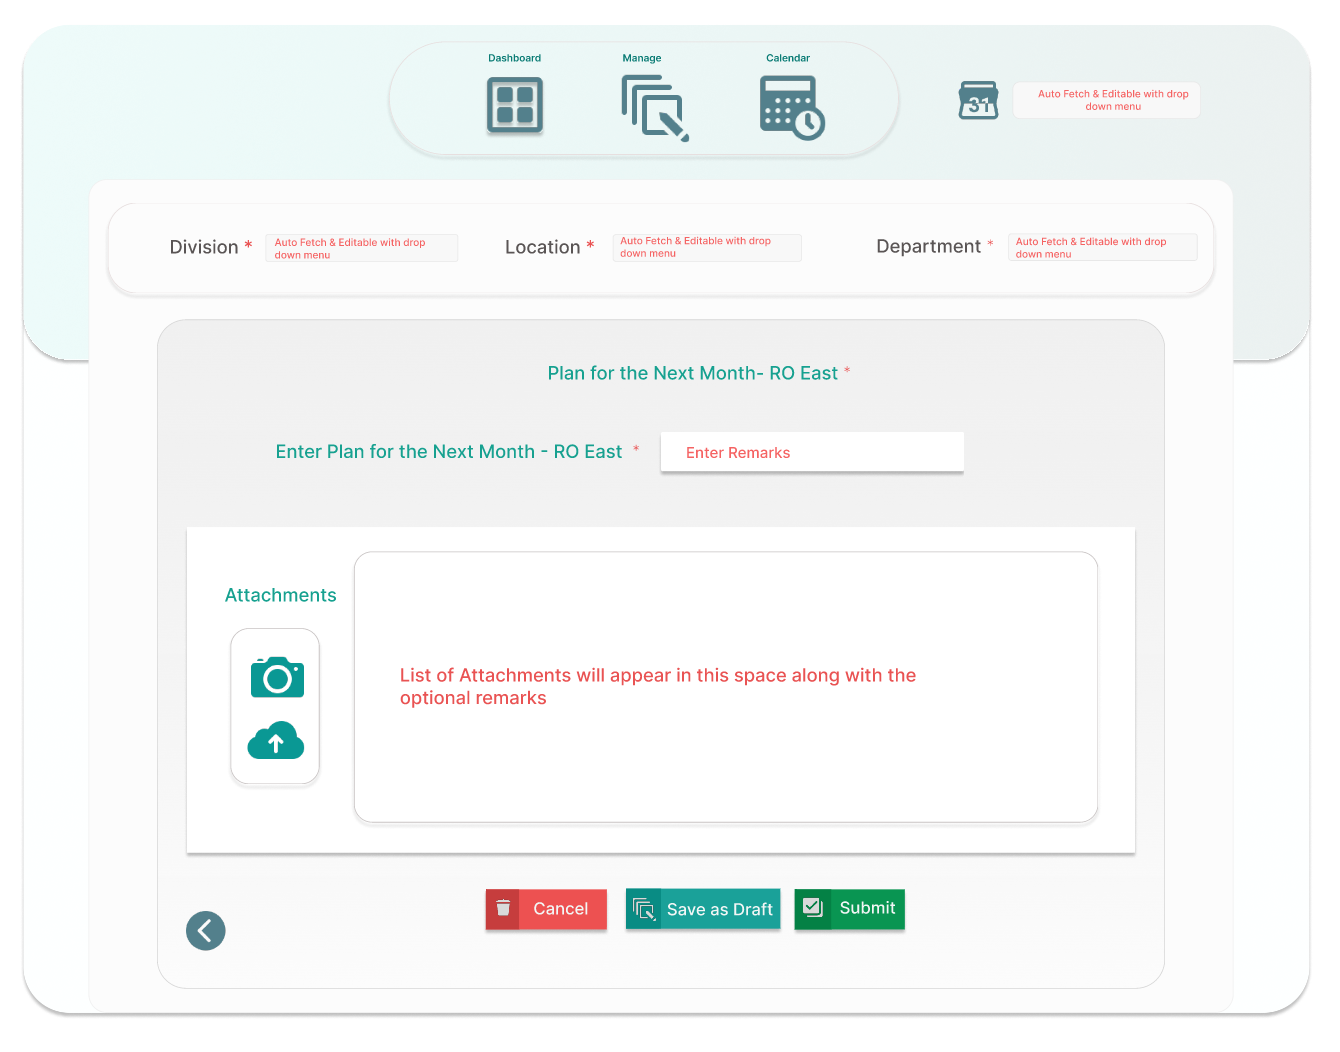 Dashboard
Manage
Calendar
31
Auto Fetch & Editable with drop
down menu
Division *
Auto Fetch & Editable with drop
down menu
Location *
Auto Fetch & Editable with drop
down menu
Department *
Auto Fetch & Editable with drop
down menu
Plan for the Next Month- RO East *
Enter Plan for the Next Month - RO East *
Enter Remarks
Attachments
List of Attachments will appear in this space along with the
optional remarks
Cancel
Save as Draft
Submit